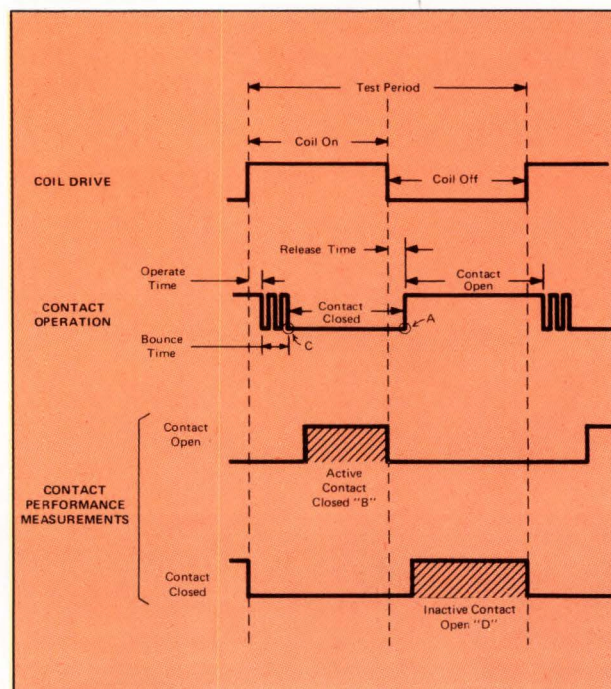 Test Period
Coil On
COIL DRIVE
Coil Off
Release Time
Operate
Time
Contact
Open
CONTACT
OPERATION
Contact
Closed
A
Bounce
Time
C
Contact
Open
Active
Contact
Closed "B"
CONTACT
PERFORMANCE
MEASUREMENTS
Contact
Closed
Inactive Contact
Open "D"